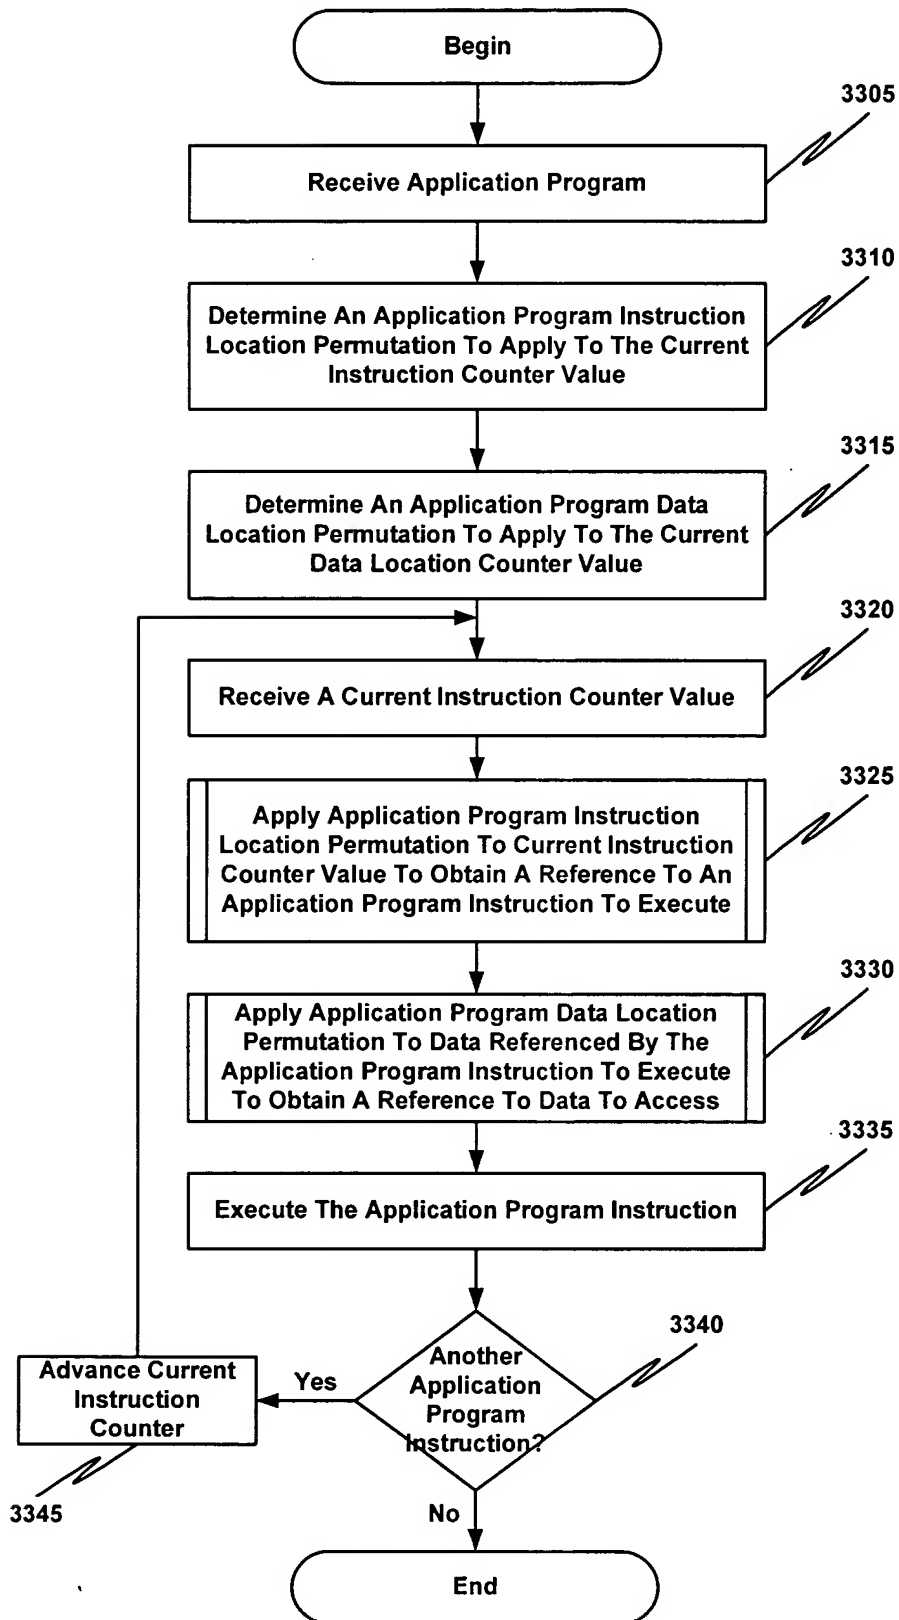 Begin
3305
Receive Application Program
3310
Determine An Application Program Instruction
Location Permutation To Apply To The Current
Instruction Counter Value
3315
Determine An Application Program Data
Location Permutation To Apply To The Current
Data Location Counter Value
3320
Receive A Current Instruction Counter Value
3325
Apply Application Program Instruction
Location Permutation To Current Instruction
Counter Value To Obtain A Reference To An
Application Program Instruction To Execute
3330
Apply Application Program Data Location
Permutation To Data Referenced By The
Application Program Instruction To Execute
To Obtain A Reference To Data To Access
3335
Execute The Application Program Instruction
3340
Another
Application
Program
Instruction?
Yes
Advance Current
Instruction
Counter
3345
No
End